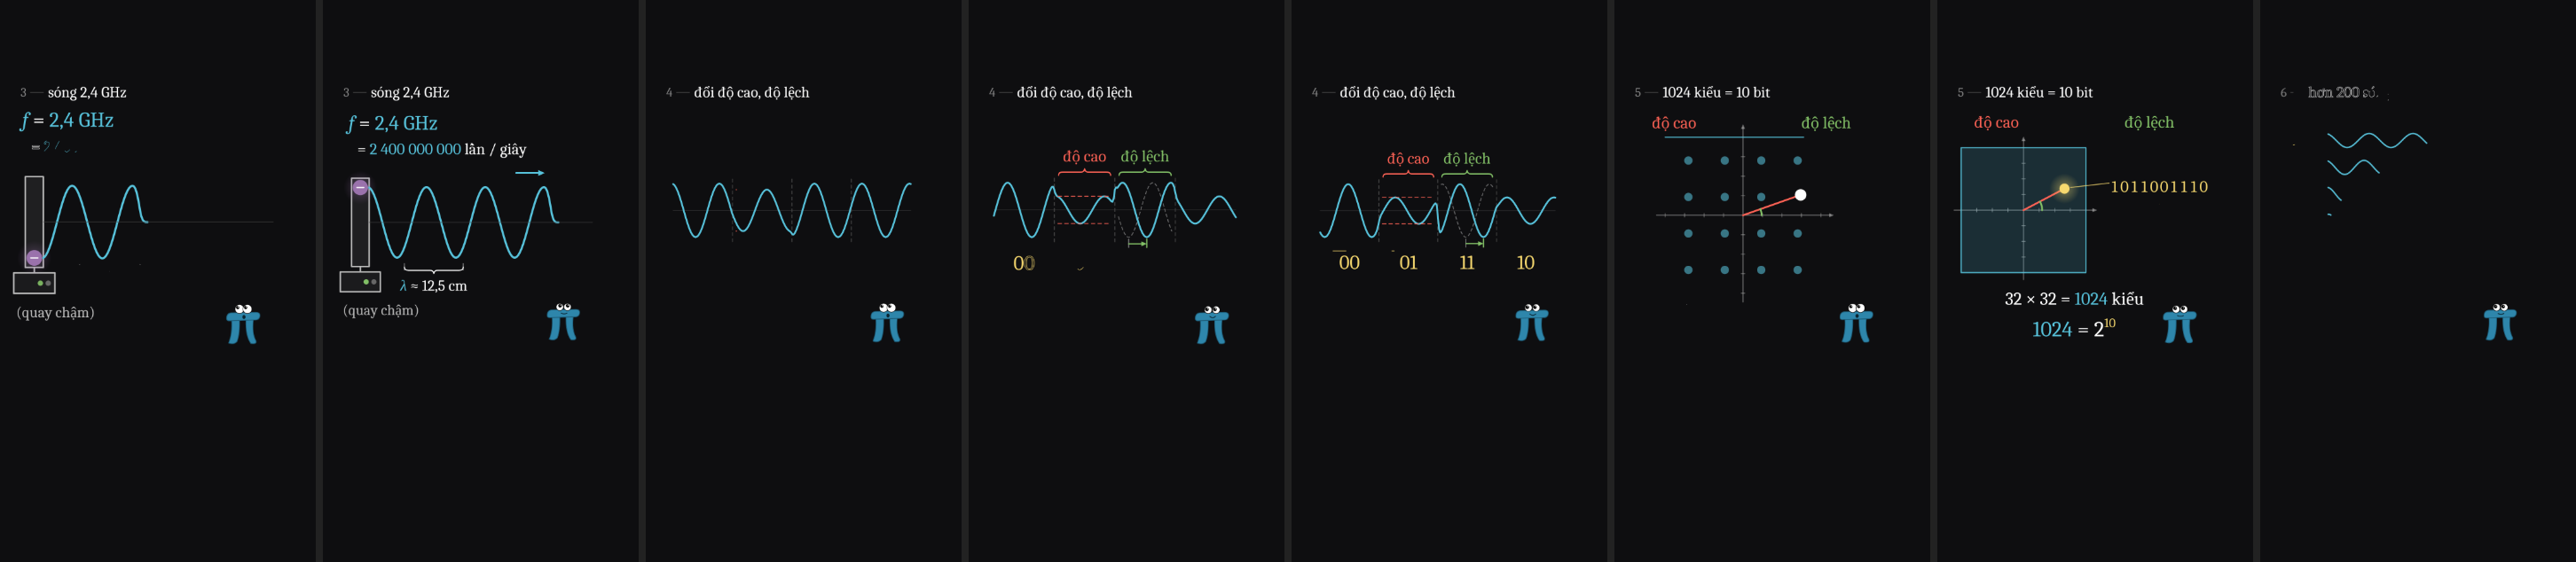 3 — sóng 2,4 GHz
f = 2,4 GHz
=
(quay chậm)
3 — sóng 2,4 GHz
f = 2,4 GHz
= 2 400 000 000 lần / giây
λ ≈ 12,5 cm
(quay chậm)
4 — đổi độ cao, độ lệch
4 — đổi độ cao, độ lệch
độ cao độ lệch
00
4 — đổi độ cao, độ lệch
độ cao độ lệch
00 01 11 10
5 — 1024 kiểu = 10 bit
độ cao độ lệch
5 — 1024 kiểu = 10 bit
độ cao độ lệch
1011001110
32 × 32 = 1024 kiểu
1024 = 2¹⁰
6 - hơn 200